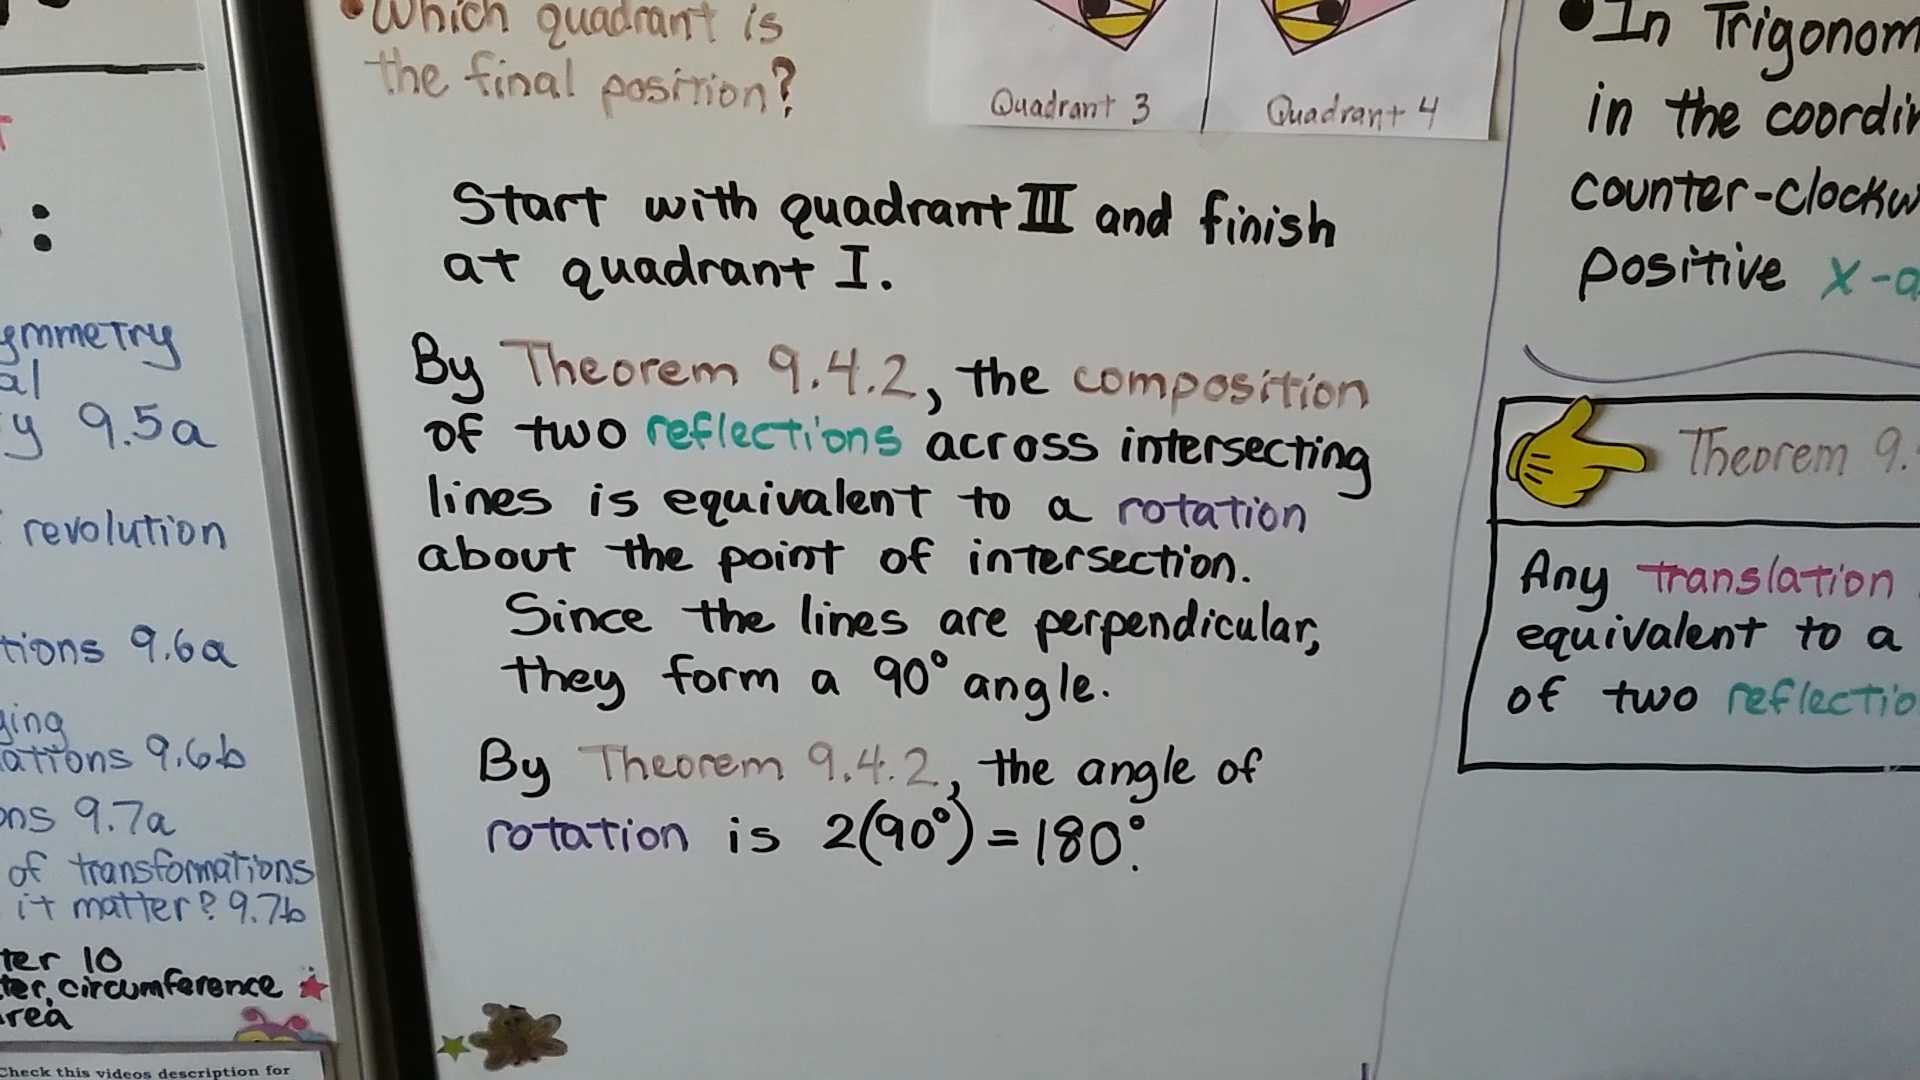 Which quadrant is
the final position?
Quadrant 3
Quadrant 4
Start with quadrant III and finish
at quadrant I.
By Theorem 9.4.2, the composition
of two reflections across intersecting
lines is equivalent to a rotation
about the point of intersection.
Since the lines are perpendicular,
they form a 90° angle.
By Theorem 9.4.2, the angle of
rotation is 2(90°) = 180°.
In Trigonom
in the coordin
counter-clockw
positive x-a
Theorem 9.
Any translation
equivalent to a
of two reflectio
:
ymmetry
al
y 9.5a
revolution
tions 9.6a
ging
ations 9.6b
ons 9.7a
of transformations
it matter? 9.7b
ter 10
ter, circumference
rea
Check this videos description for